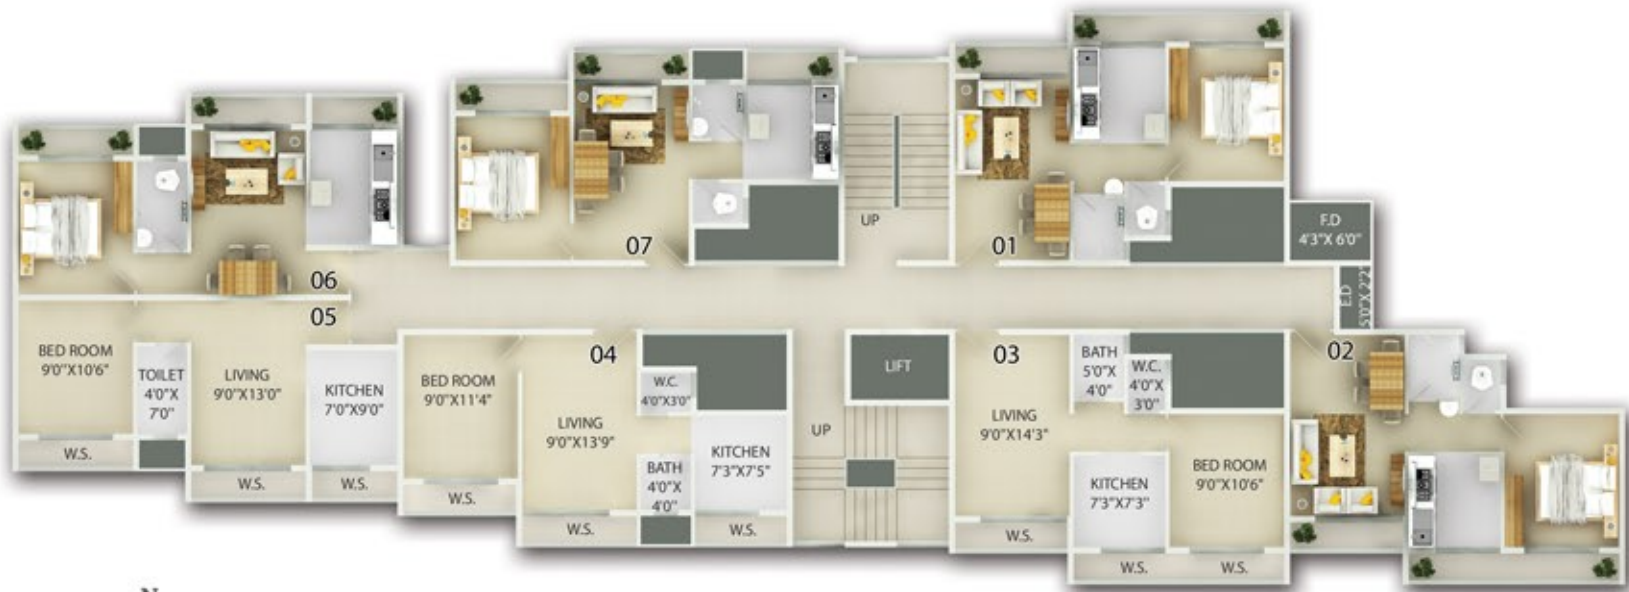 07
UP
01
F.D
4'3"X 6'0"
E.D
5'0"X 2'2"
06
05
BED ROOM
9'0"X10'6"
TOILET
4'0"X
7'0"
LIVING
9'0"X13'0"
KITCHEN
7'0"X9'0"
W.S.
W.S.
W.S.
04
BED ROOM
9'0"X11'4"
LIVING
9'0"X13'9"
W.C.
4'0"X3'0"
BATH
4'0"X
4'0"
KITCHEN
7'3"X7'5"
W.S.
W.S.
W.S.
UP
LIFT
03
LIVING
9'0"X14'3"
BATH
5'0"X
4'0"
W.C.
4'0"X
3'0"
KITCHEN
7'3"X7'3"
BED ROOM
9'0"X10'6"
W.S.
W.S.
W.S.
02